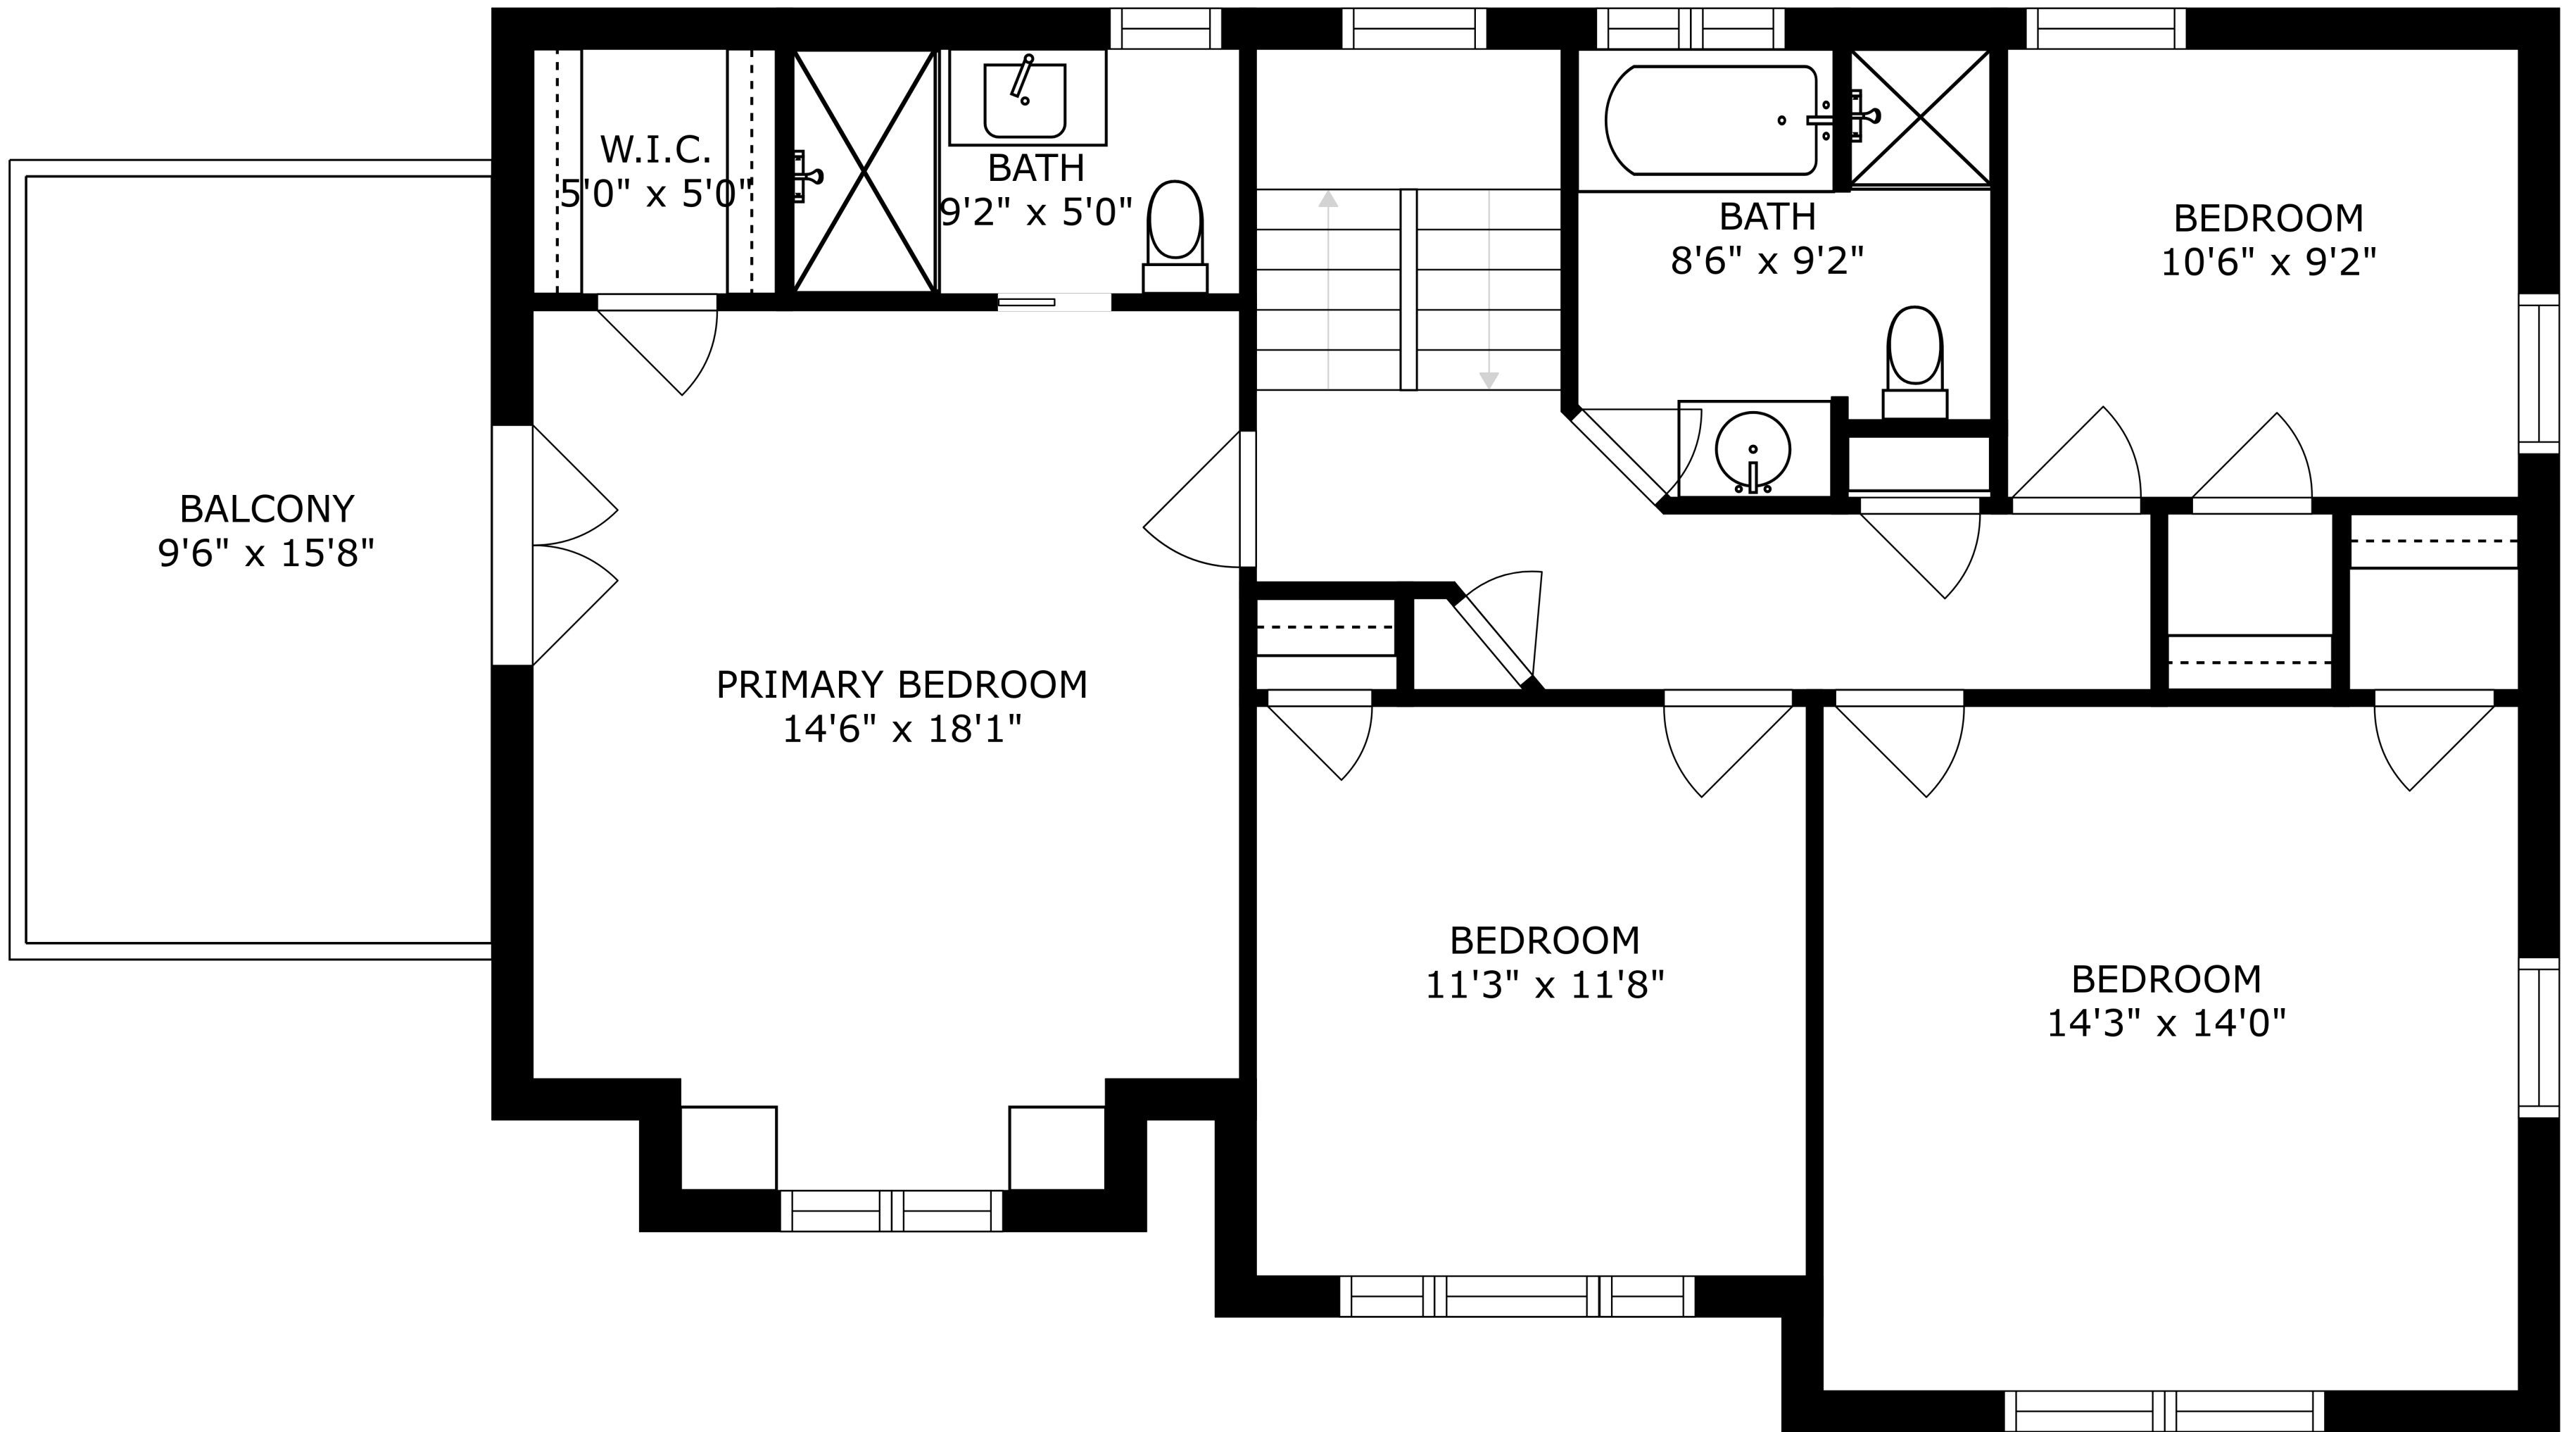 W.I.C.
5'0" x 5'0"
BATH
9'2" x 5'0"
BATH
8'6" x 9'2"
BEDROOM
10'6" x 9'2"
BALCONY
9'6" x 15'8"
PRIMARY BEDROOM
14'6" x 18'1"
BEDROOM
11'3" x 11'8"
BEDROOM
14'3" x 14'0"